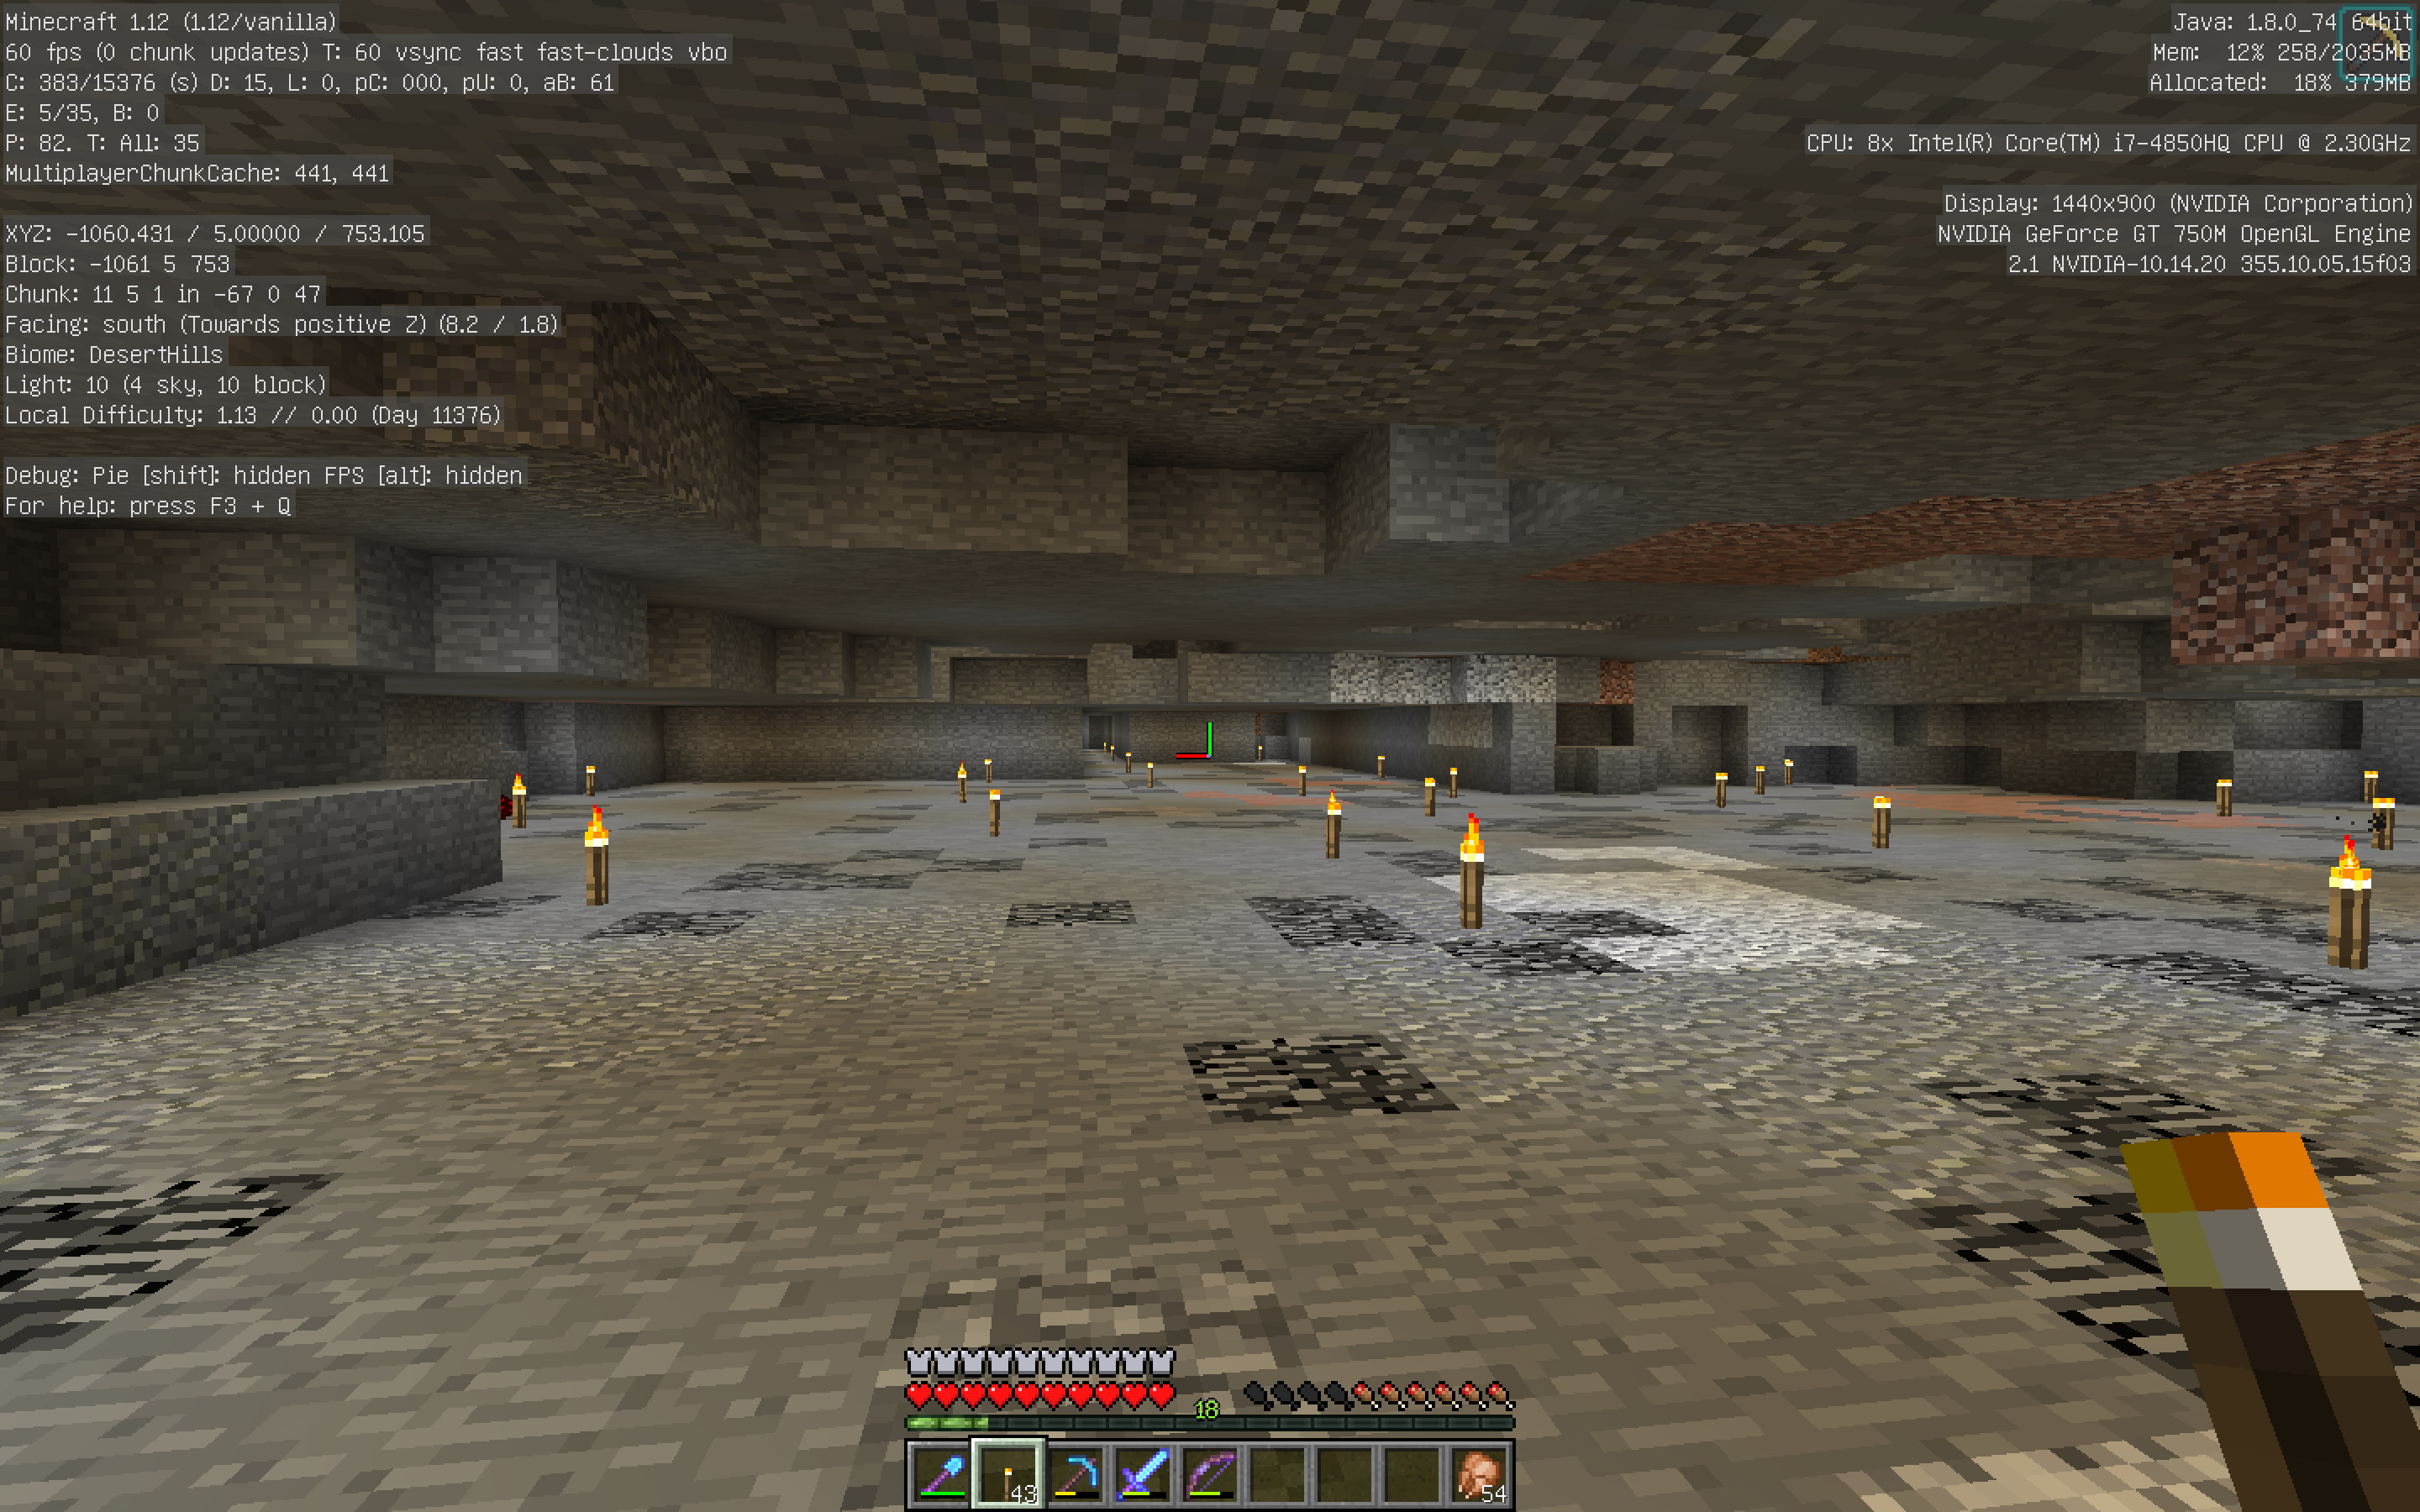 Minecraft 1.12 (1.12/vanilla)
60 fps (0 chunk updates) T: 60 vsync fast fast-clouds vbo
C: 383/15376 (s) D: 15, L: 0, pC: 000, pU: 0, aB: 61
E: 5/35, B: 0
P: 82. T: All: 35
MultiplayerChunkCache: 441, 441
XYZ: -1060.431 / 5.00000 / 753.105
Block: -1061 5 753
Chunk: 11 5 1 in -67 0 47
Facing: south (Towards positive Z) (8.2 / 1.8)
Biome: DesertHills
Light: 10 (4 sky, 10 block)
Local Difficulty: 1.13 // 0.00 (Day 11376)
Debug: Pie [shift]: hidden FPS [alt]: hidden
For help: press F3 + Q
Java: 1.8.0_74 64bit
Mem: 12% 258/2035MB
Allocated: 18% 379MB
CPU: 8x Intel(R) Core(TM) i7-4850HQ CPU @ 2.30GHz
Display: 1440x900 (NVIDIA Corporation)
NVIDIA GeForce GT 750M OpenGL Engine
2.1 NVIDIA-10.14.20 355.10.05.15f03
18
43
54